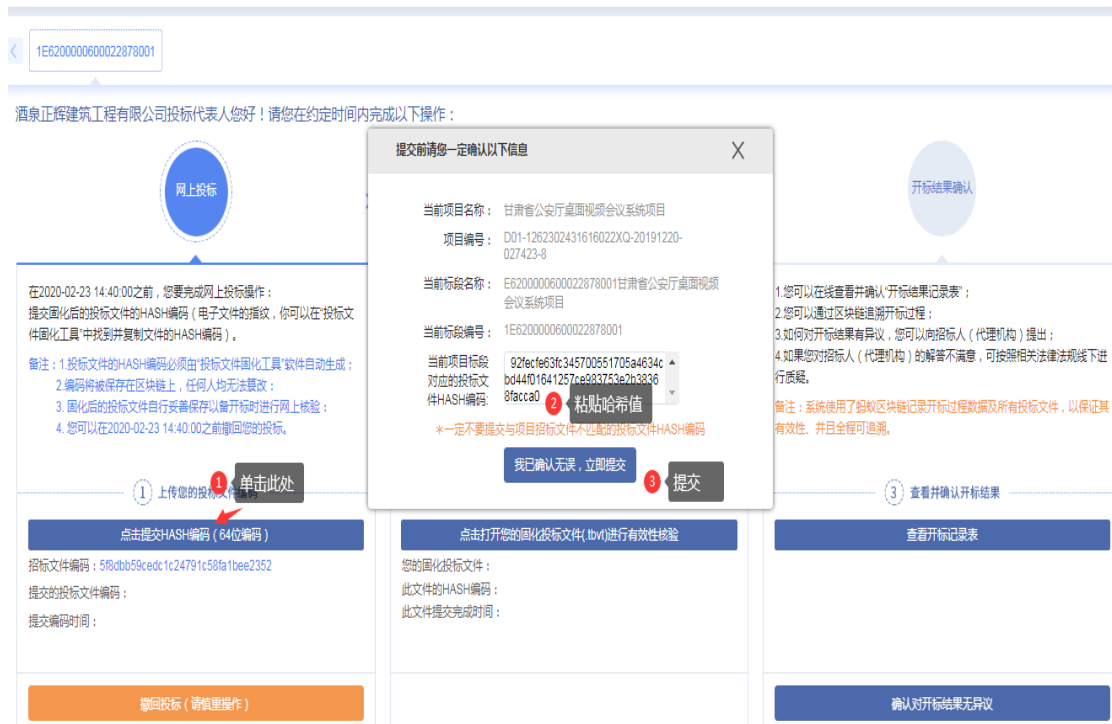 1E6200000600022878001
酒泉正辉建筑工程有限公司投标代表人您好！请您在约定时间内完成以下操作：
网上投标
在2020-02-23 14:40:00之前，您要完成网上投标操作：
提交固化后的投标文件的HASH编码（电子文件的指纹，你可以在"投标文
件固化工具"中找到并复制文件的HASH编码）。
备注：1.投标文件的HASH编码必须由"投标文件固化工具"软件自动生成；
2.编码将被保存在区块链上，任何人均无法篡改；
3. 固化后的投标文件自行妥善保存以备开标时进行网上核验；
4. 您可以在2020-02-23 14:40:00之前撤回您的投标。
1 上传您的投标文件编码
1 单击此处
点击提交HASH编码（64位编码）
招标文件编码：5f8dbb59cedc1c24791c58fa1bee2352
提交的投标文件编码：
提交编码时间：
撤回投标（请慎重操作）
提交前请您一定确认以下信息 X
当前项目名称： 甘肃省公安厅桌面视频会议系统项目
项目编号： D01-1262302431616022XQ-20191220-
027423-8
当前标段名称： E6200000600022878001甘肃省公安厅桌面视频
会议系统项目
当前标段编号： 1E6200000600022878001
当前项目标段
对应的投标文
件HASH编码:
92fecfe63fc345700551705a4634c
bd44f01641257ce983753e2b3836
8facca0
2 粘贴哈希值
*一定不要提交与项目招标文件不匹配的投标文件HASH编码
我已确认无误，立即提交
3 提交
点击打开您的固化投标文件(.tbvt)进行有效性核验
您的固化投标文件：
此文件的HASH编码：
此文件提交完成时间：
开标结果确认
1.您可以在线查看并确认"开标结果记录表"；
2.您可以通过区块链追溯开标过程；
3.如何对开标结果有异议，您可以向招标人（代理机构）提出；
4.如果您对招标人（代理机构）的解答不满意，可按照相关法律法规线下进
行质疑。
备注：系统使用了蚂蚁区块链记录开标过程数据及所有投标文件，以保证其
有效性、并且全程可追溯。
3 查看并确认开标结果
查看开标记录表
确认对开标结果无异议